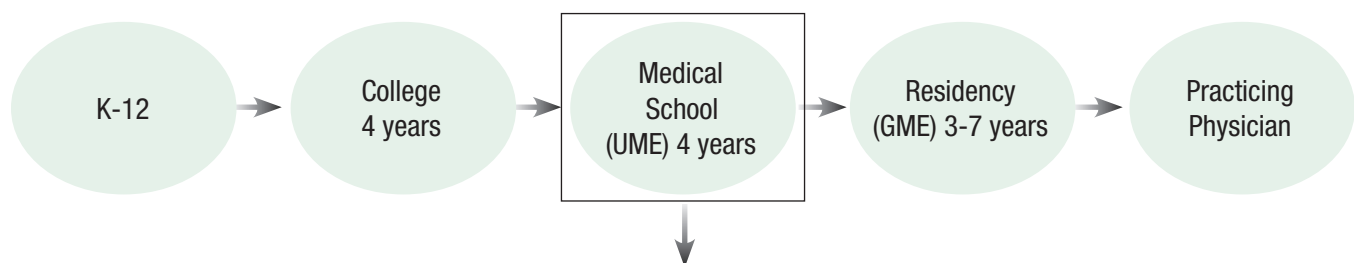 K-12
College
4 years
Medical
School
(UME) 4 years
Residency
(GME) 3-7 years
Practicing
Physician